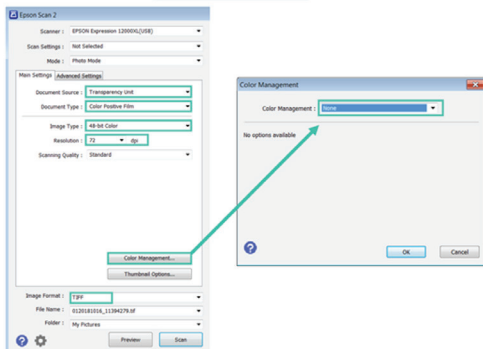 Epson Scan 2
Scanner : EPSON Expression 12000XL(USB)
Scan Settings : Not Selected
Mode : Photo Mode
Main Settings Advanced Settings
Document Source : Transparency Unit
Document Type : Color Positive Film
Image Type : 48-bit Color
Resolution : 72 dpi
Scanning Quality : Standard
Color Management...
Thumbnail Options...
Image Format : TIFF
File Name : 0120181016_11394279.tif
Folder : My Pictures
Preview Scan
Color Management
Color Management : None
No options available
OK Cancel